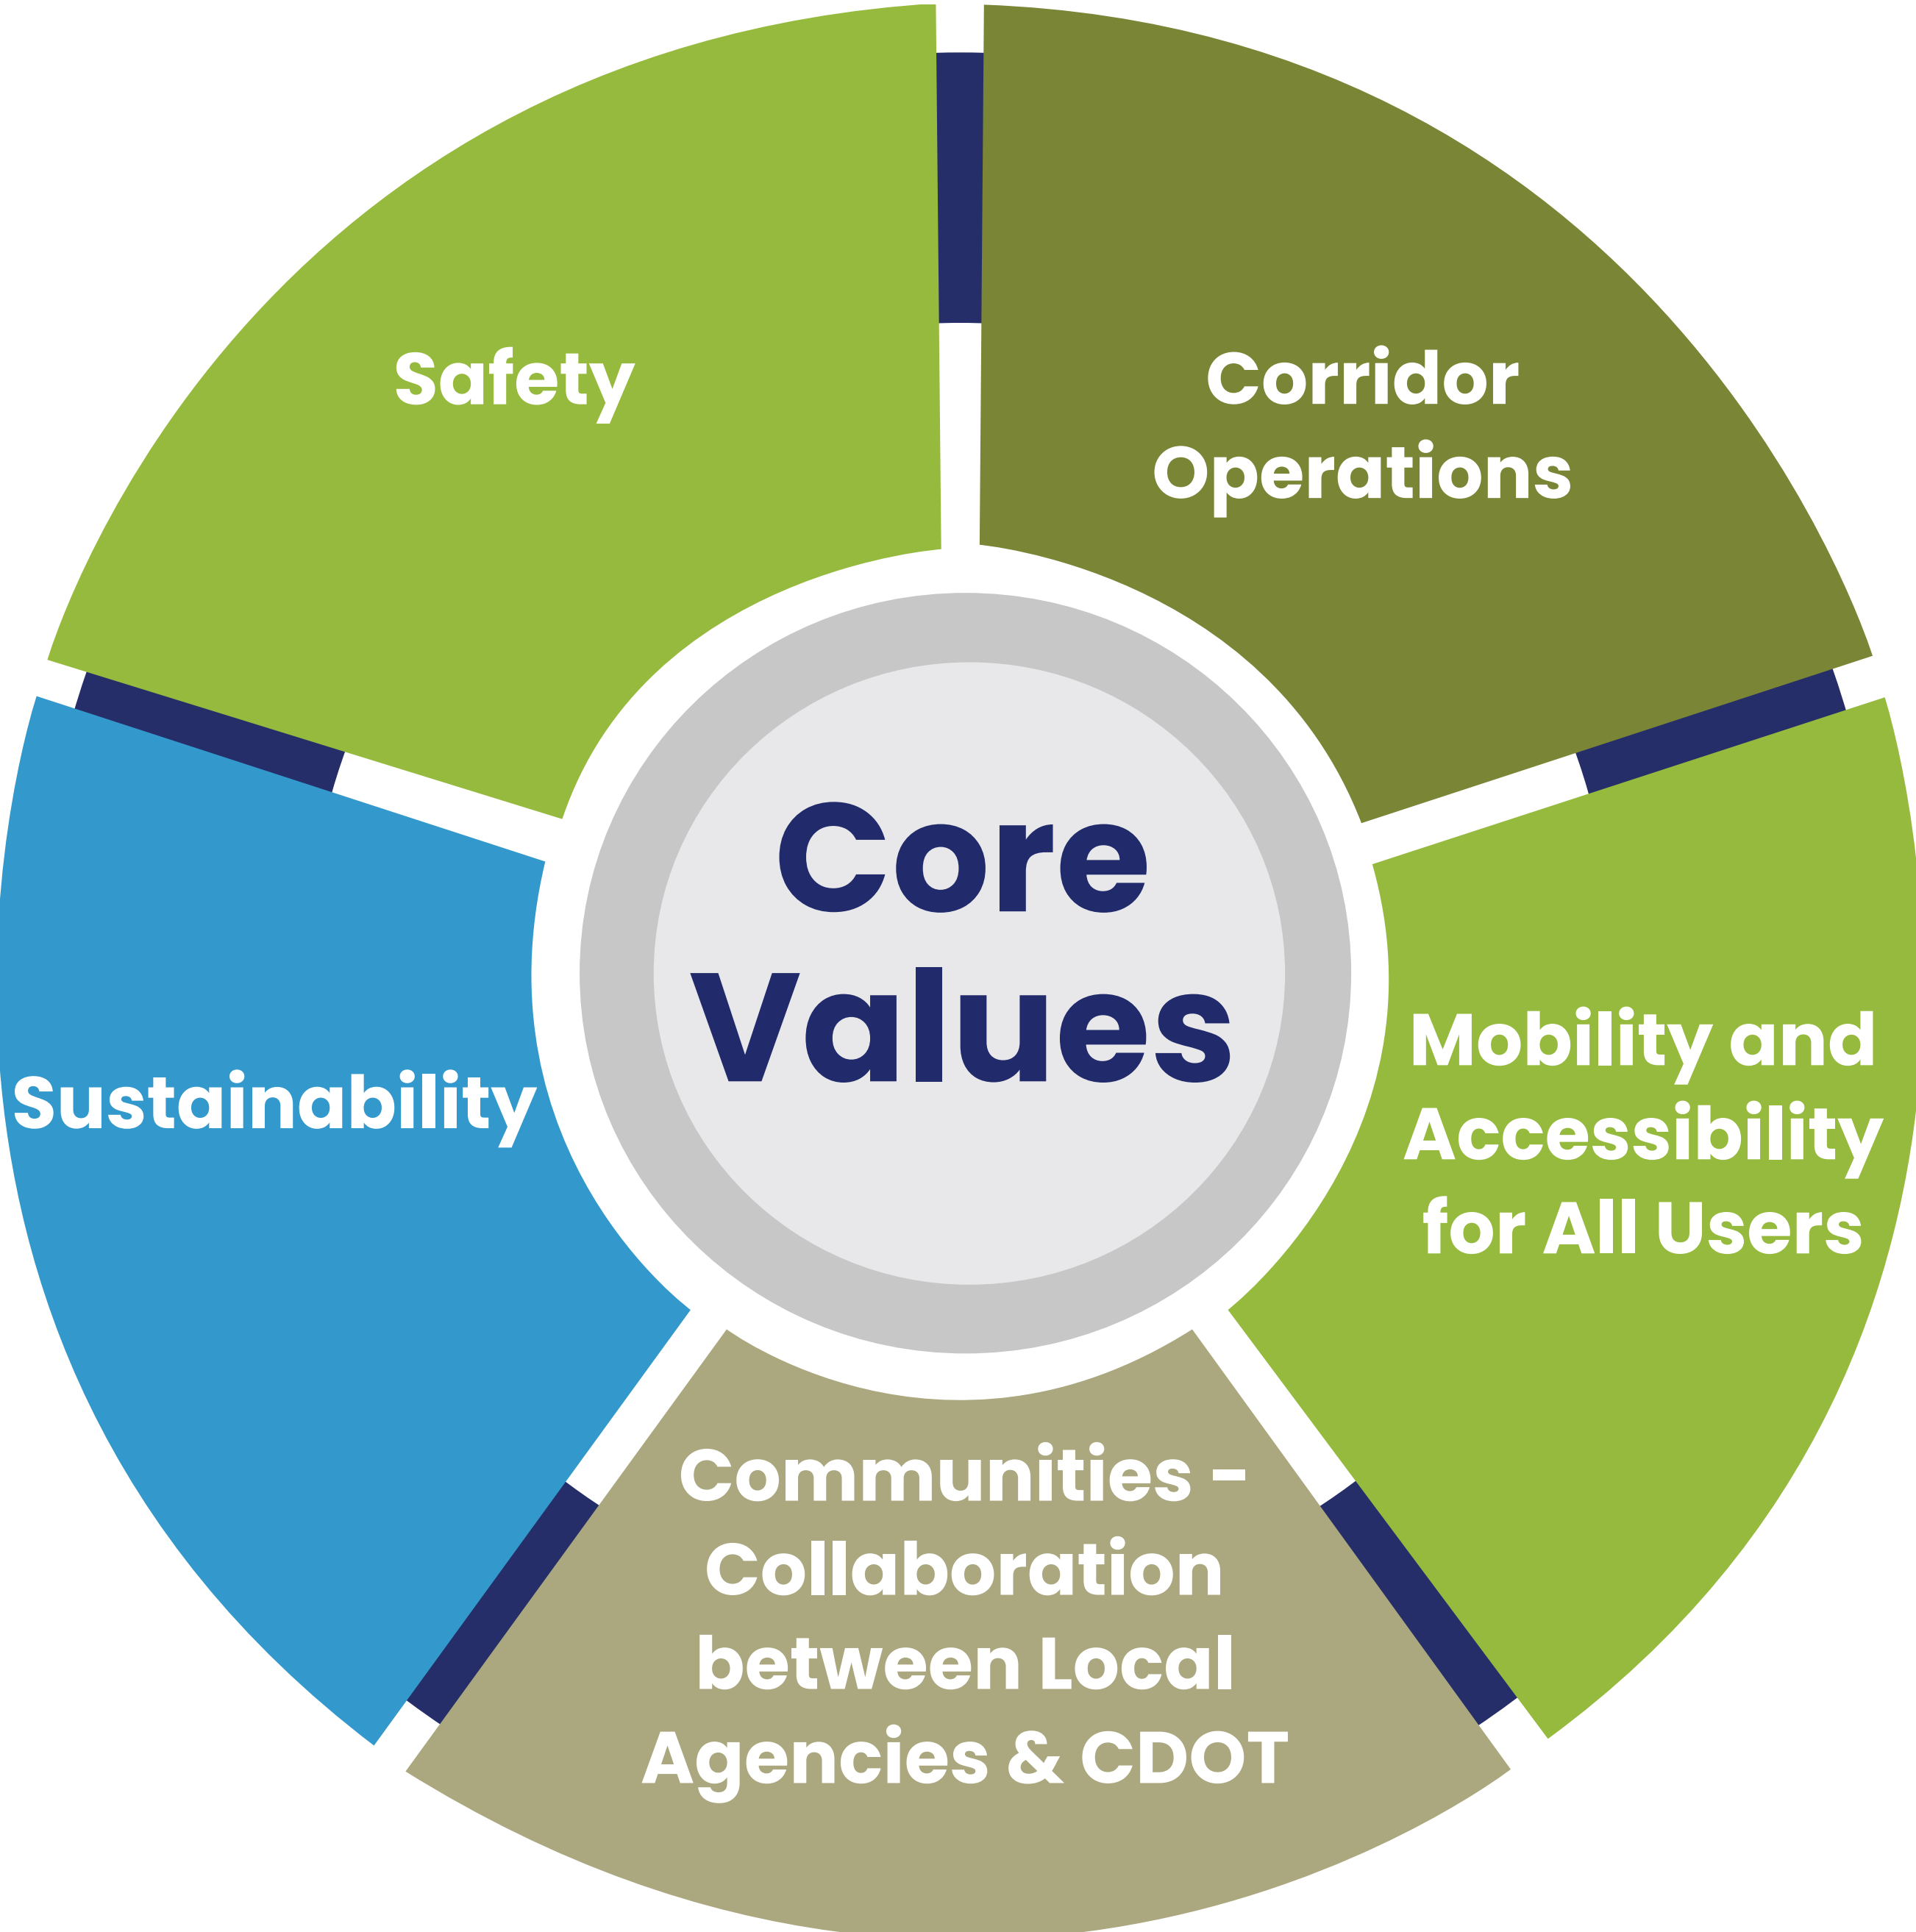 Safety
Corridor
Operations
Core
Values
Mobility and
Accessibility
for All Users
Sustainability
Communities -
Collaboration
between Local
Agencies & CDOT